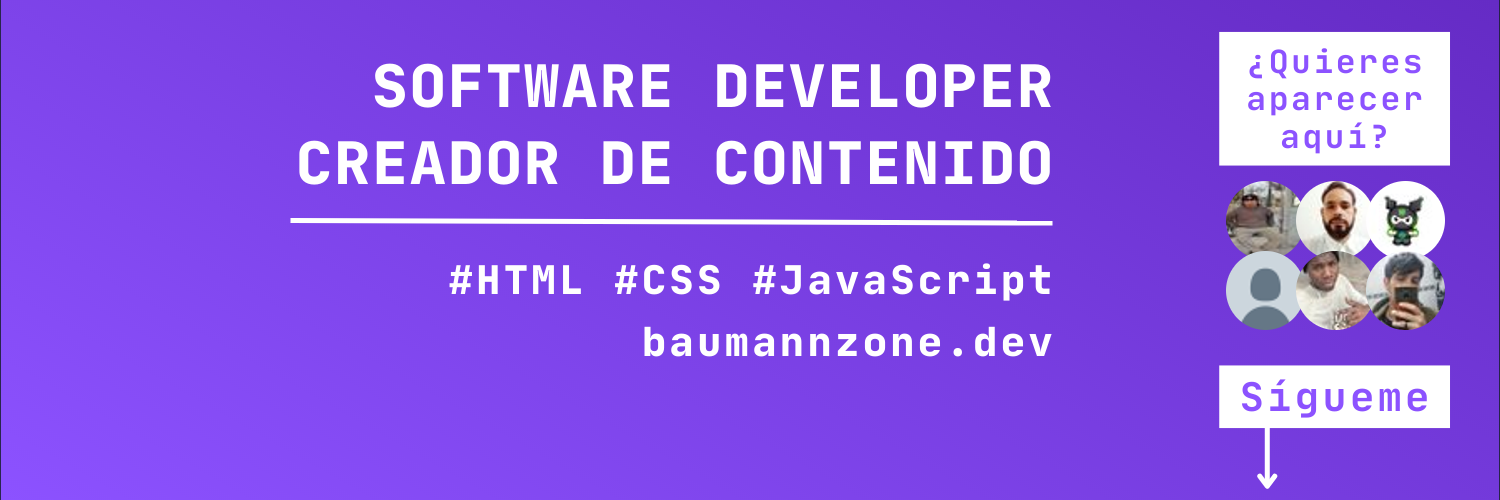 SOFTWARE DEVELOPER
CREADOR DE CONTENIDO
#HTML #CSS #JavaScript
baumannzone.dev
¿Quieres
aparecer
aquí?
Sígueme